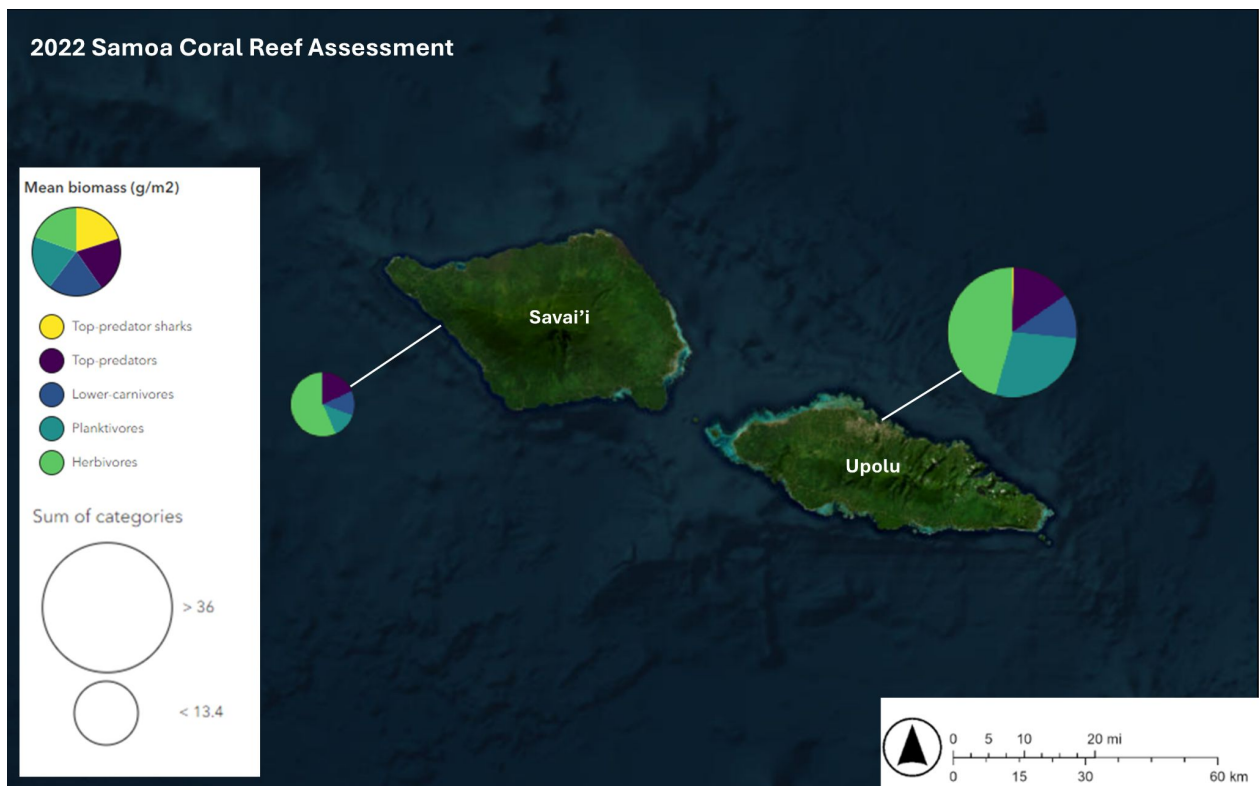 2022 Samoa Coral Reef Assessment
Mean biomass (g/m2)
Top-predator sharks
Top-predators
Lower-carnivores
Planktivores
Herbivores
Sum of categories
> 36
< 13.4
Savai'i
Upolu
0 5 10 20 mi
0 15 30 60 km